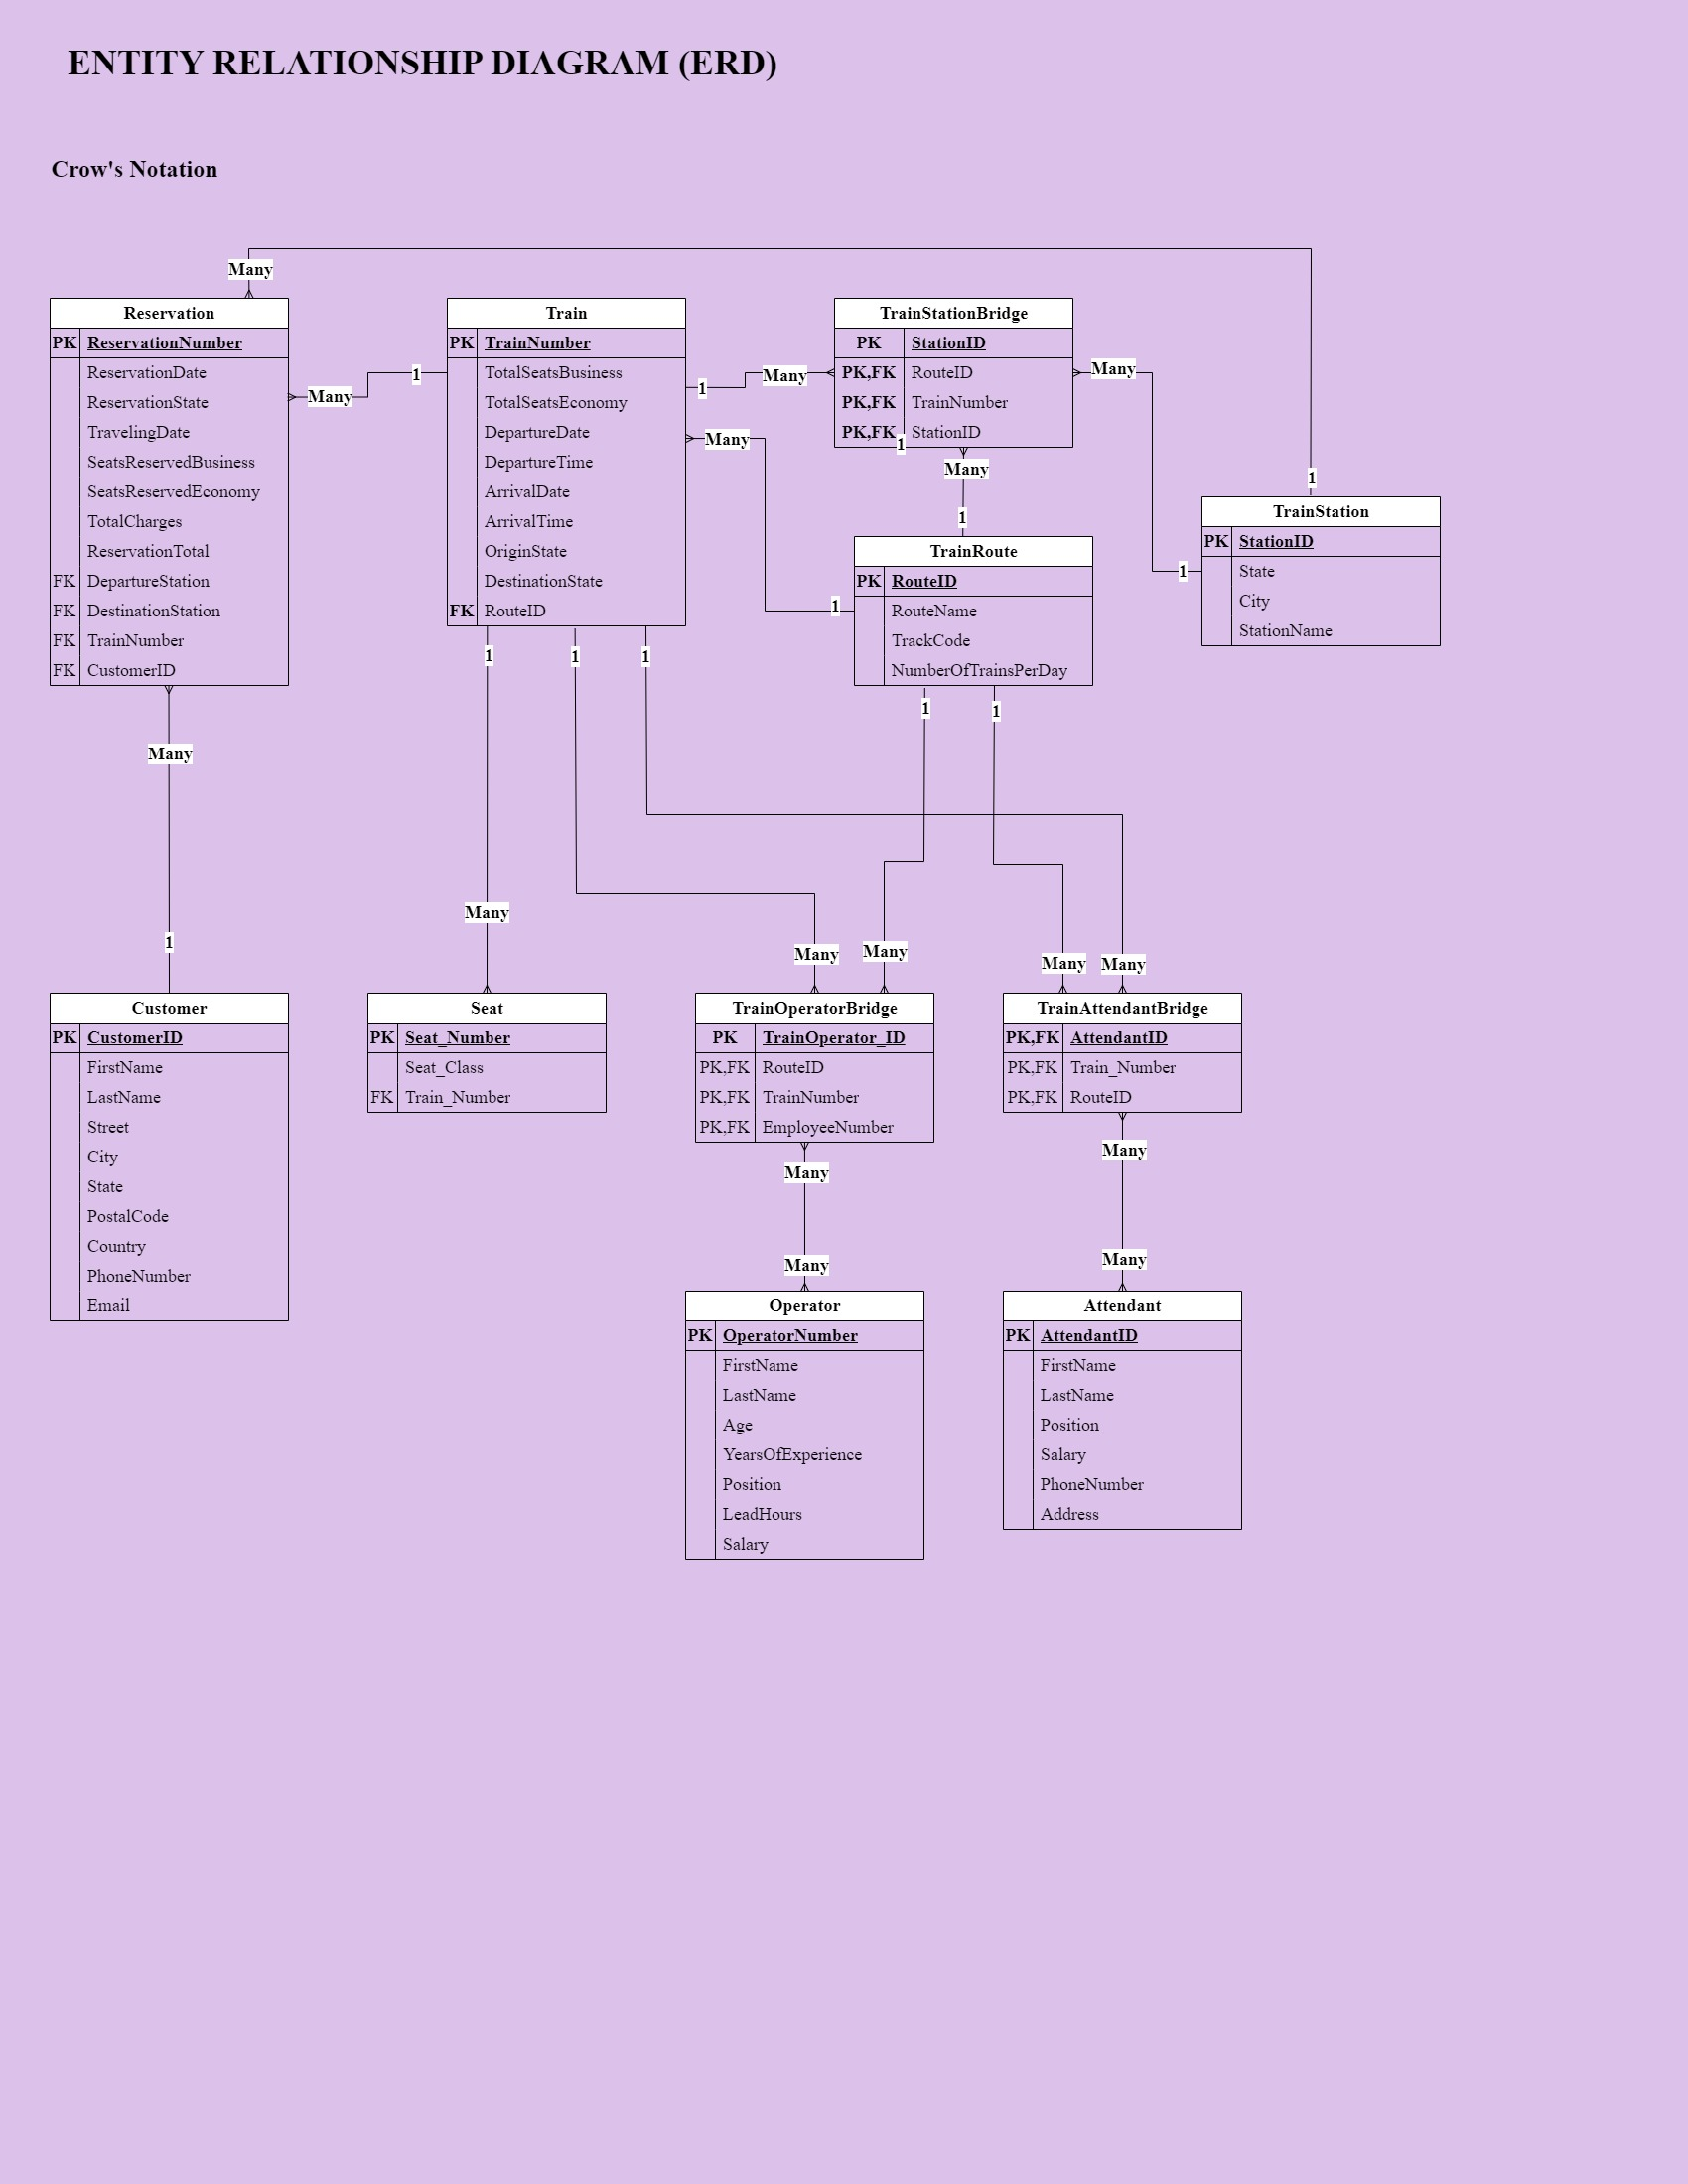 ENTITY RELATIONSHIP DIAGRAM (ERD)
Crow's Notation
Many
Reservation
PK ReservationNumber
ReservationDate
ReservationState
TravelingDate
SeatsReservedBusiness
SeatsReservedEconomy
TotalCharges
ReservationTotal
FK DepartureStation
FK DestinationStation
FK TrainNumber
FK CustomerID
Many
1
Train
PK TrainNumber
TotalSeatsBusiness
TotalSeatsEconomy
DepartureDate
DepartureTime
ArrivalDate
ArrivalTime
OriginState
DestinationState
FK RouteID
1
Many
Many
1
TrainStationBridge
PK StationID
PK,FK RouteID
PK,FK TrainNumber
PK,FK StationID
1
Many
1
Many
1
1
TrainRoute
PK RouteID
RouteName
TrackCode
NumberOfTrainsPerDay
TrainStation
PK StationID
State
City
StationName
1
1
1
1
1
Many
1
Many
Many
Many
Many
Many
Customer
PK CustomerID
FirstName
LastName
Street
City
State
PostalCode
Country
PhoneNumber
Email
Seat
PK Seat_Number
Seat_Class
FK Train_Number
TrainOperatorBridge
PK TrainOperator_ID
PK,FK RouteID
PK,FK TrainNumber
PK,FK EmployeeNumber
TrainAttendantBridge
PK,FK AttendantID
PK,FK Train_Number
PK,FK RouteID
Many
Many
Many
Many
Operator
PK OperatorNumber
FirstName
LastName
Age
YearsOfExperience
Position
LeadHours
Salary
Attendant
PK AttendantID
FirstName
LastName
Position
Salary
PhoneNumber
Address